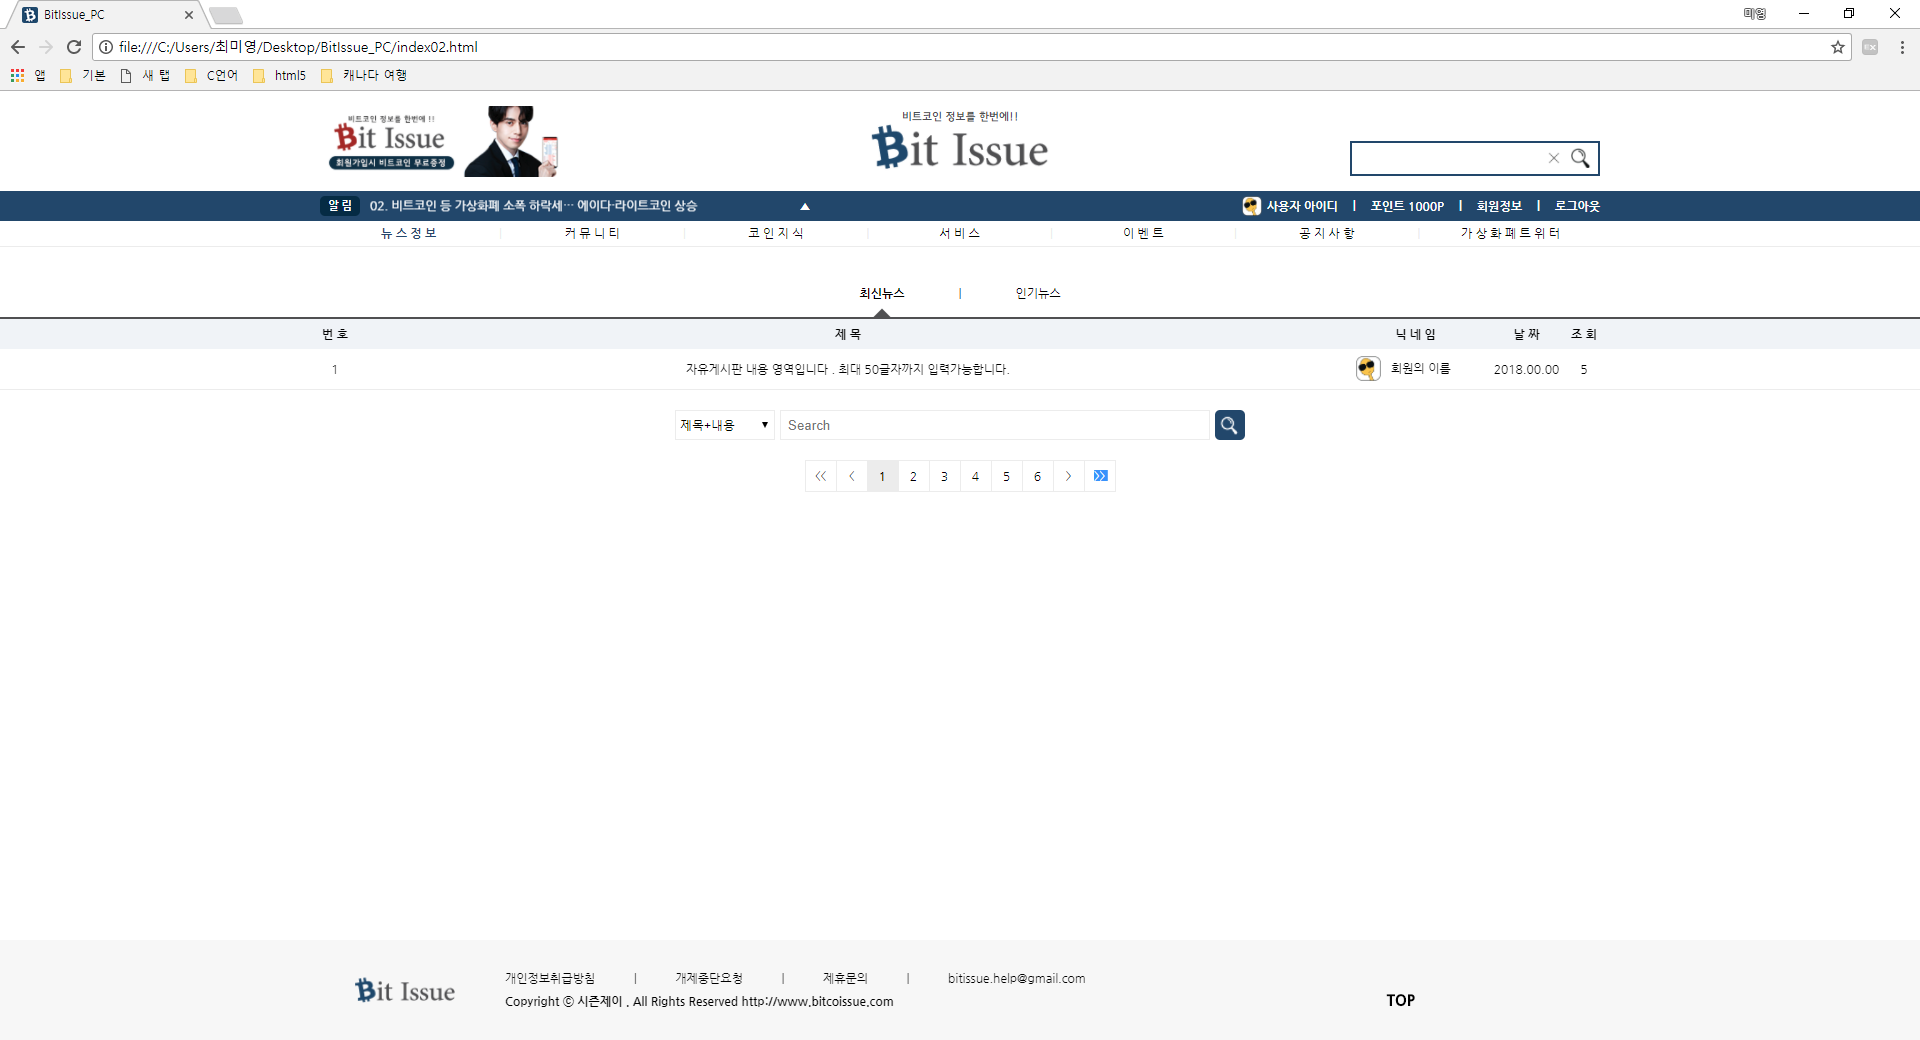 BitIssue_PC
미영
file:///C:/Users/최미영/Desktop/BitIssue_PC/index02.html
앱 기본 새 탭 C언어 html5 캐나다 여행
비트코인 정보를 한번에 !!
Bit Issue
회원가입시 비트코인 무료증정
비트코인 정보를 한번에!!
Bit Issue
알림 02. 비트코인 등 가상화폐 소폭 하락세… 에이다·라이트코인 상승 ▲ 사용자 아이디 | 포인트 1000P | 회원정보 | 로그아웃
뉴스정보 커뮤니티 코인지식 서비스 이벤트 공지사항 가상화폐트위터
최신뉴스 | 인기뉴스
번호 제목 닉네임 날짜 조회
1 자유게시판 내용 영역입니다 . 최대 50글자까지 입력가능합니다. 회원의 이름 2018.00.00 5
제목+내용 ▼ Search
《 〈 1 2 3 4 5 6 〉 》
Bit Issue
개인정보취급방침 | 개제중단요청 | 제휴문의 | bitissue.help@gmail.com
Copyright ⓒ 시즌제이 . All Rights Reserved http://www.bitcoissue.com
TOP